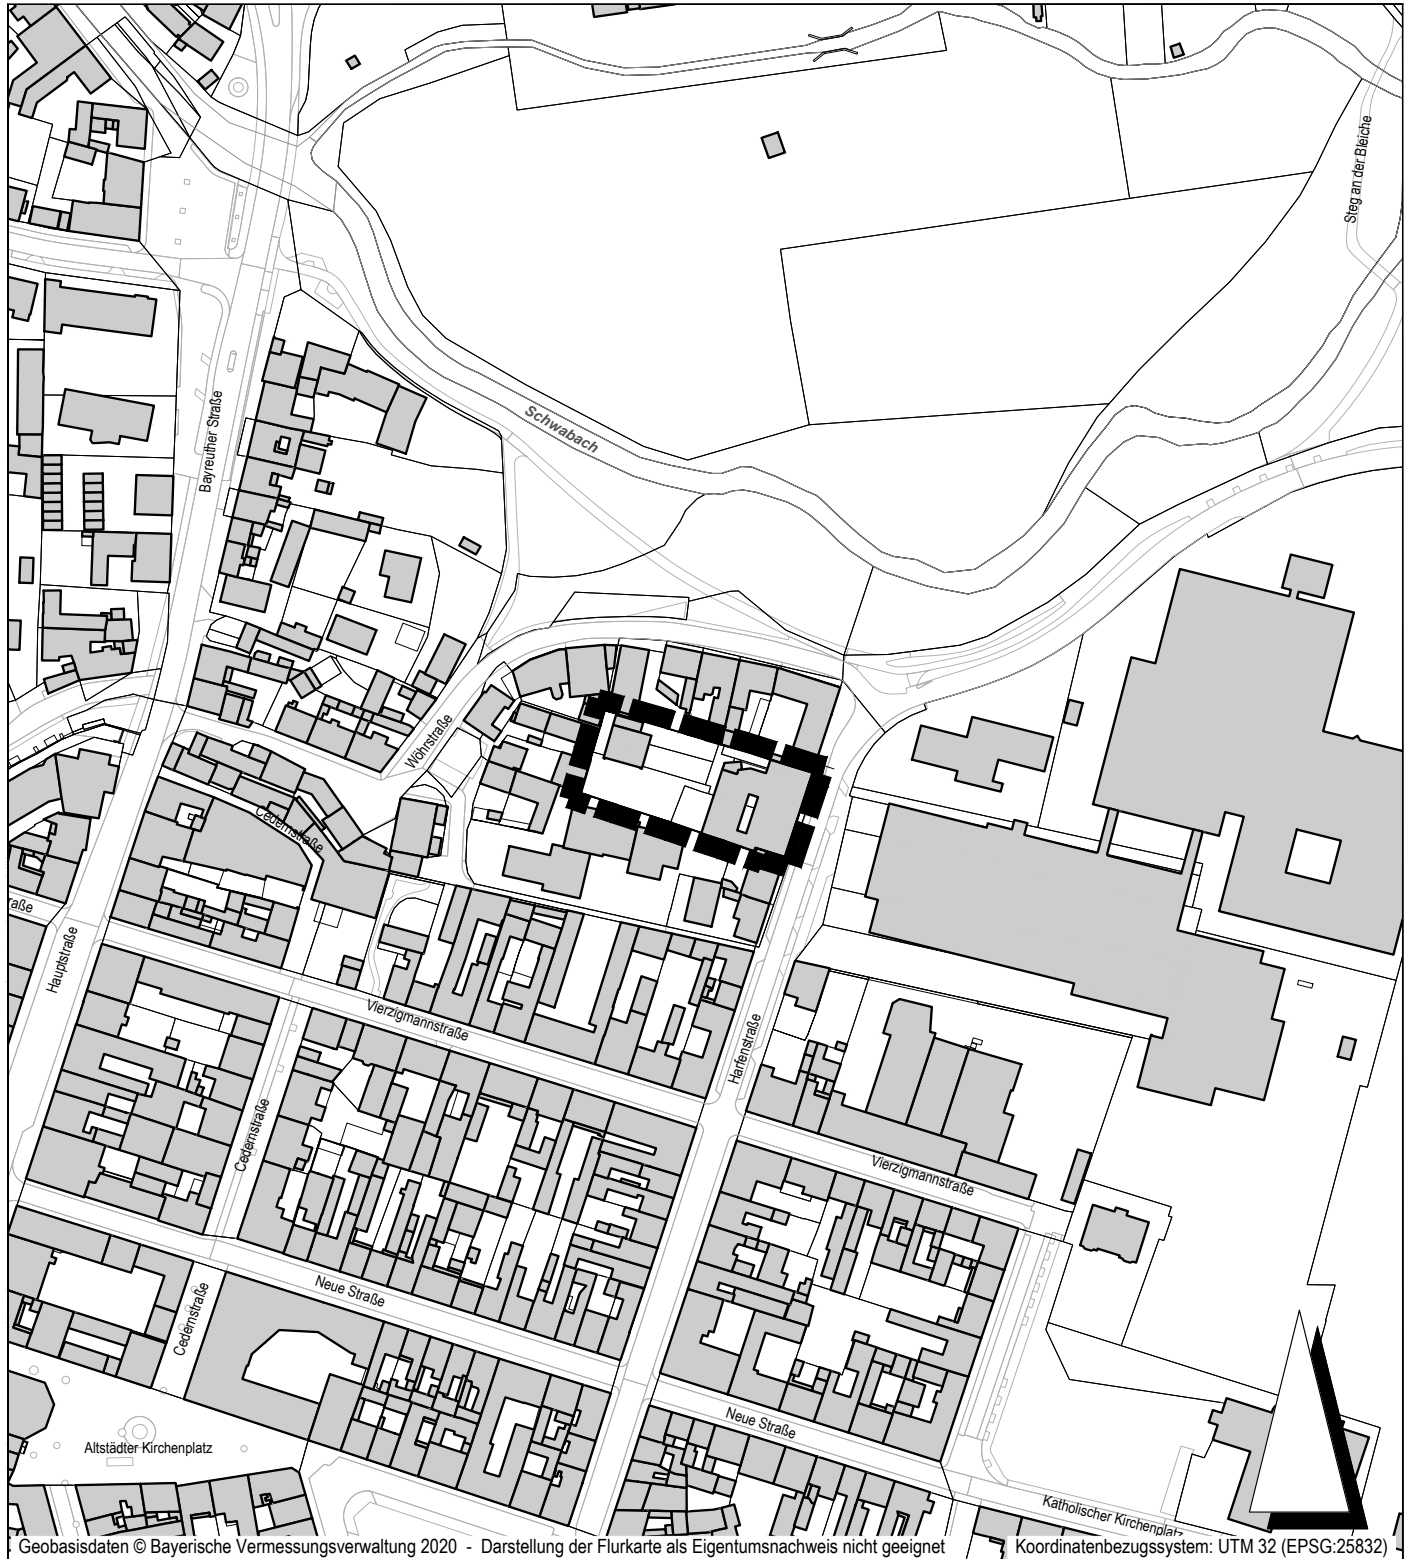 Steg an der Bleiche
Schwabach
Bayreuther Straße
Wöhrstraße
Cedernstraße
raße
Hauptstraße
Vierzigmannstraße
Harfenstraße
Cedernstraße
Vierzigmannstraße
Neue Straße
Cedernstraße
Neue Straße
Altstädter Kirchenplatz
Katholischer Kirchenplatz
Geobasisdaten © Bayerische Vermessungsverwaltung 2020 - Darstellung der Flurkarte als Eigentumsnachweis nicht geeignet
Koordinatenbezugssystem: UTM 32 (EPSG:25832)